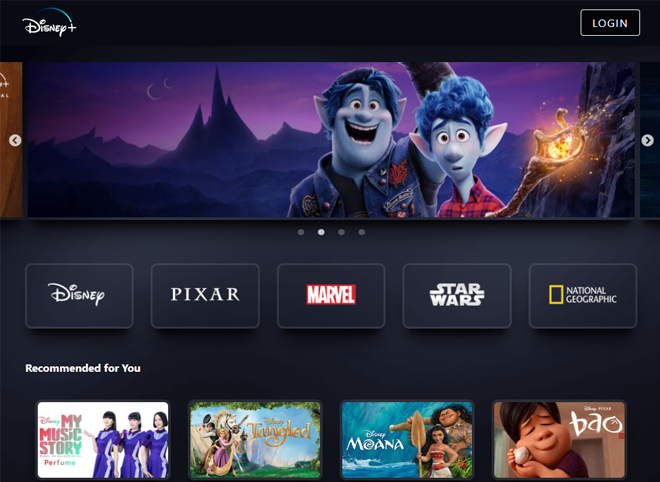 Disney+
LOGIN
AL
Disney
PIXAR
MARVEL
STAR
WARS
NATIONAL
GEOGRAPHIC
Recommended for You
Disney
MY
MUSIC
STORY
Perfume
Disney
Tangled
Disney
MOANA
Disney PIXAR
bao